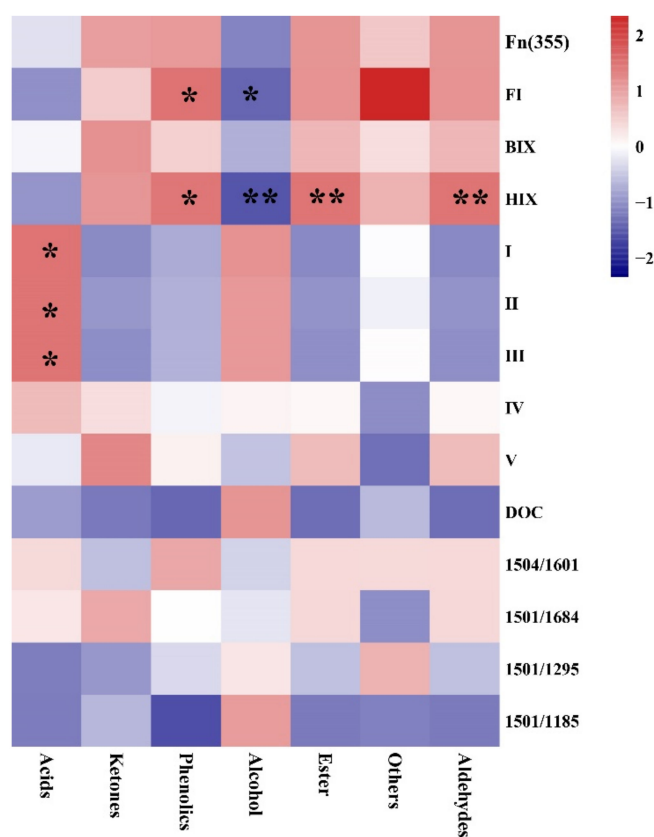 Fn(355)
FI
* *
BIX
HIX
* ** ** **
I
*
II
*
III
*
IV
V
DOC
1504/1601
1501/1684
1501/1295
1501/1185
Acids
Ketones
Phenolics
Alcohol
Ester
Others
Aldehydes
2
1
0
−1
−2